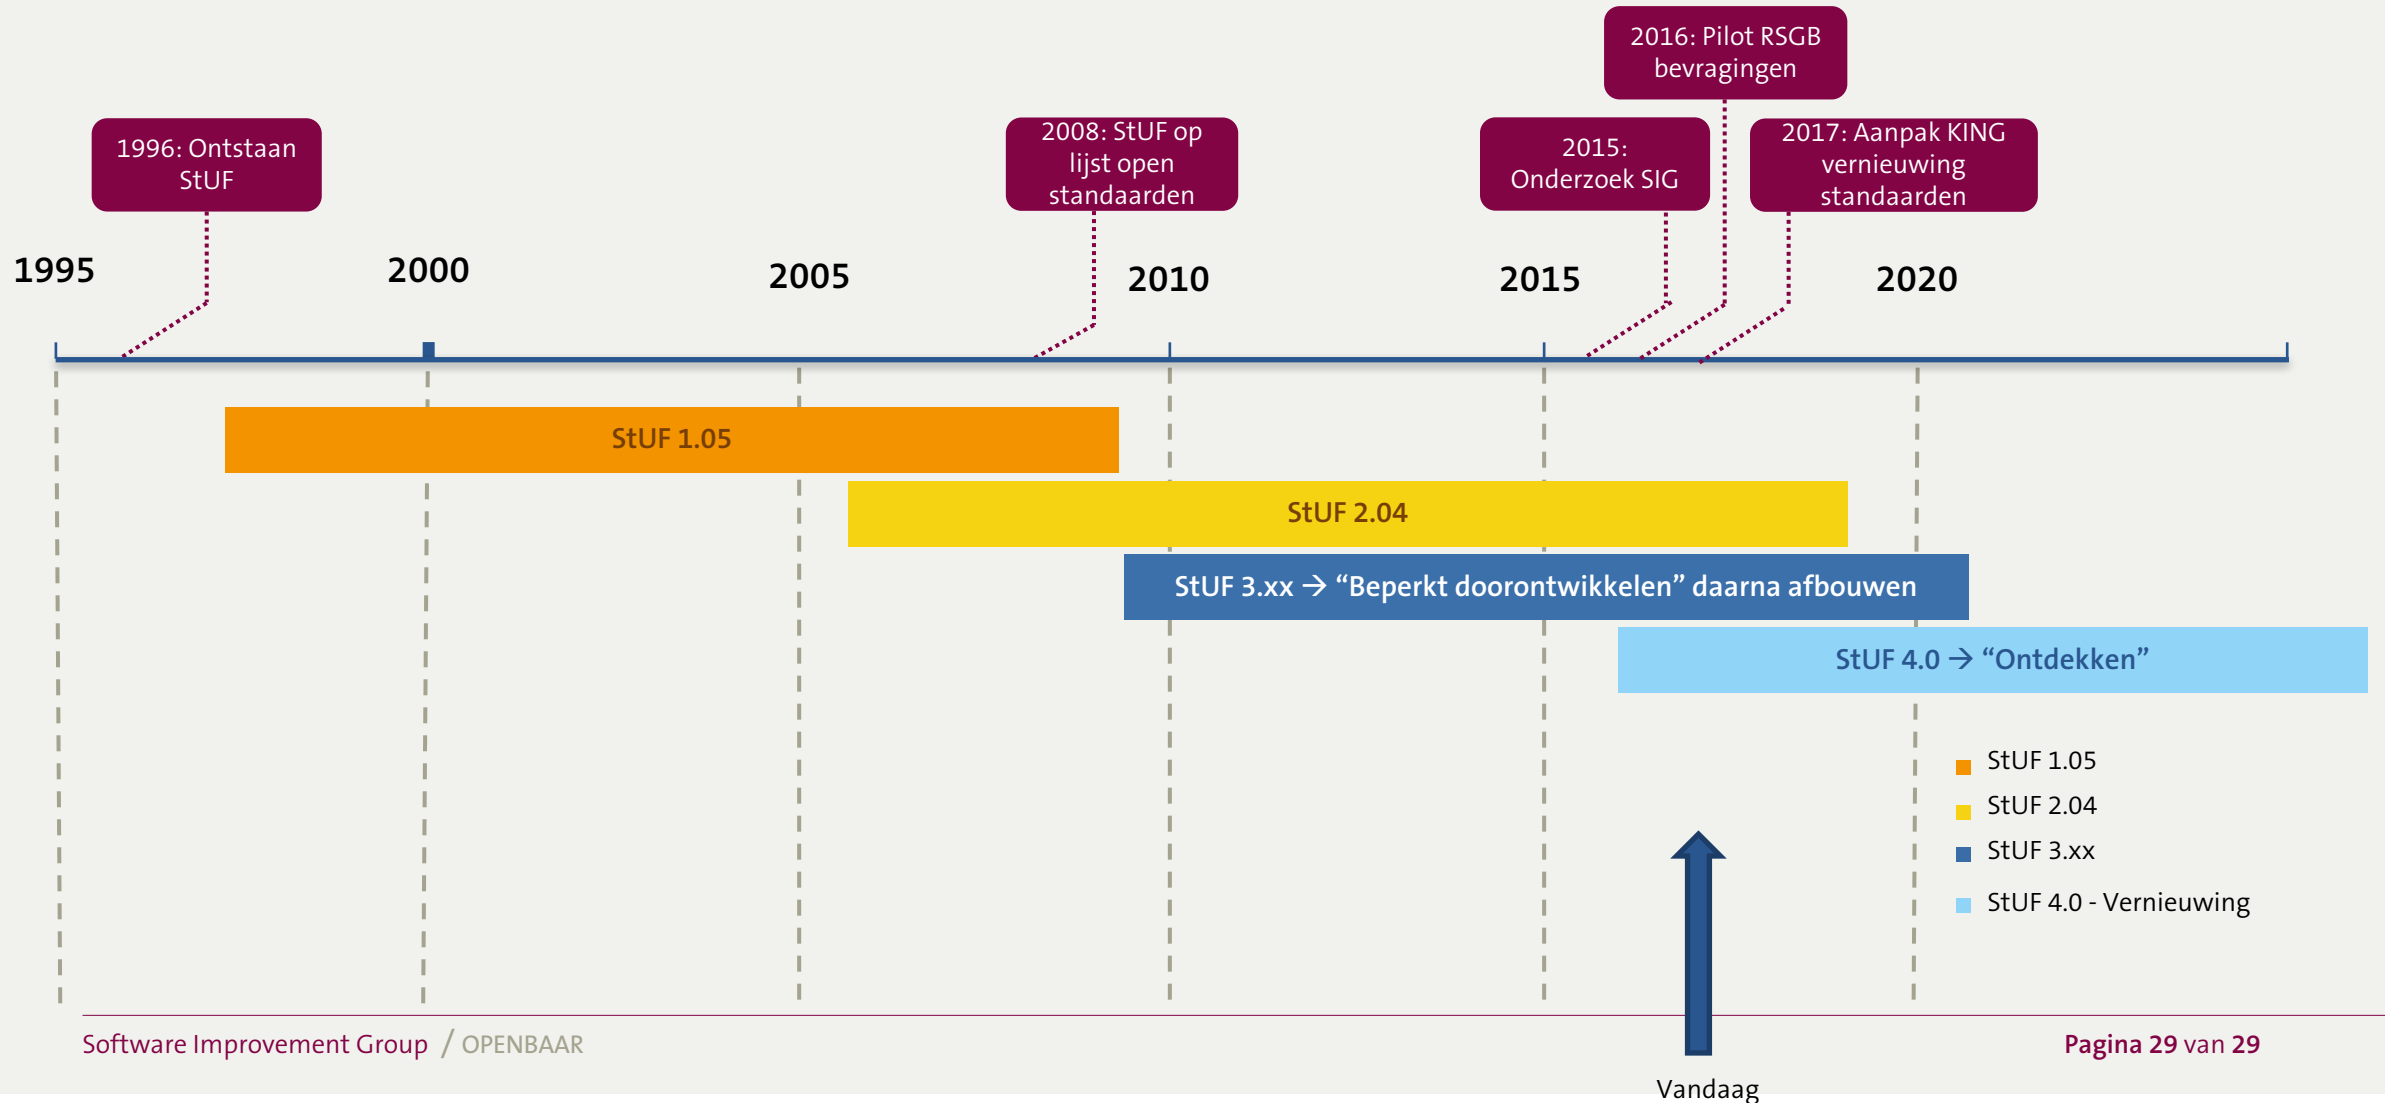 2016: Pilot RSGB
bevragingen
1996: Ontstaan
StUF
2008: StUF op
lijst open
standaarden
2015:
Onderzoek SIG
2017: Aanpak KING
vernieuwing
standaarden
1995
2000
2005
2010
2015
2020
StUF 1.05
StUF 2.04
StUF 3.xx → “Beperkt doorontwikkelen” daarna afbouwen
StUF 4.0 → “Ontdekken”
StUF 1.05
StUF 2.04
StUF 3.xx
StUF 4.0 - Vernieuwing
Software Improvement Group / OPENBAAR
Pagina 29 van 29
Vandaag